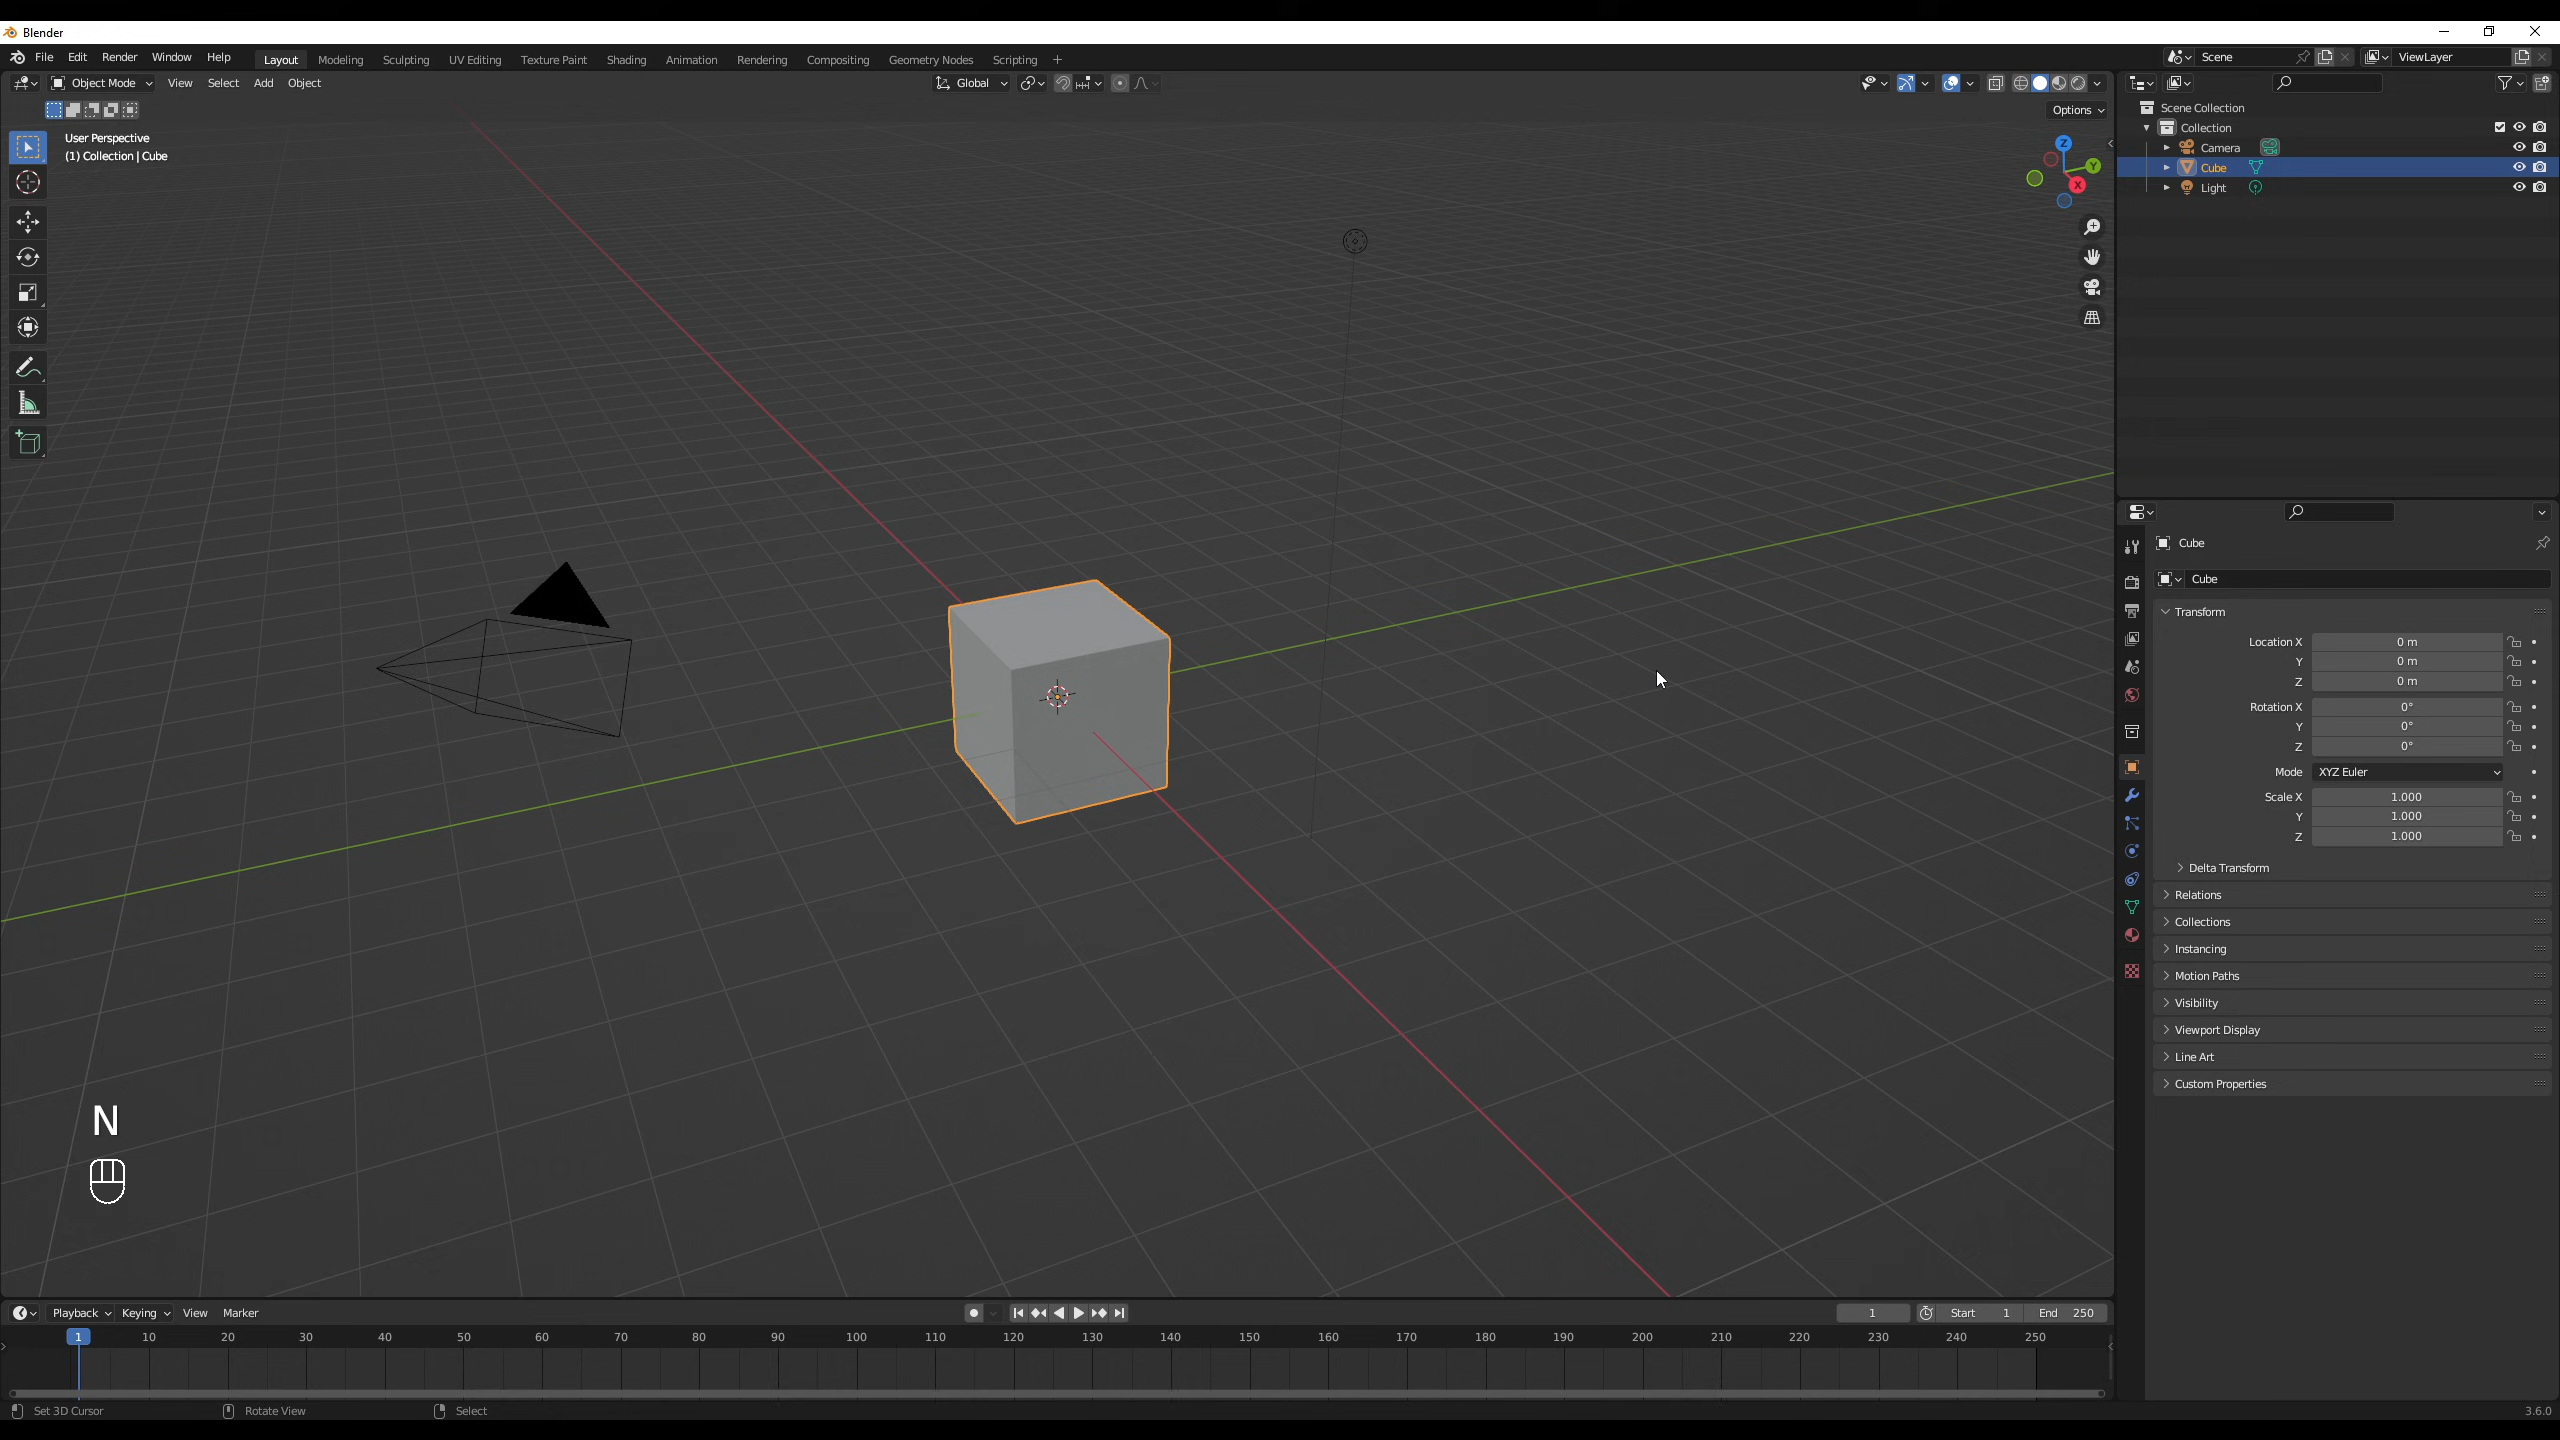 Blender
File Edit Render Window Help Layout Modeling Sculpting UV Editing Texture Paint Shading Animation Rendering Compositing Geometry Nodes Scripting + Scene ViewLayer
Object Mode View Select Add Object Global
Options
User Perspective
(1) Collection | Cube
Z
Y
X
Scene Collection
Collection
Camera
Cube
Light
Cube
Cube
Transform
Location X 0 m
Y 0 m
Z 0 m
Rotation X 0°
Y 0°
Z 0°
Mode XYZ Euler
Scale X 1.000
Y 1.000
Z 1.000
Delta Transform
Relations
Collections
Instancing
Motion Paths
Visibility
Viewport Display
Line Art
Custom Properties
N
Playback Keying View Marker 1 Start 1 End 250
1 10 20 30 40 50 60 70 80 90 100 110 120 130 140 150 160 170 180 190 200 210 220 230 240 250
Set 3D Cursor Rotate View Select 3.6.0